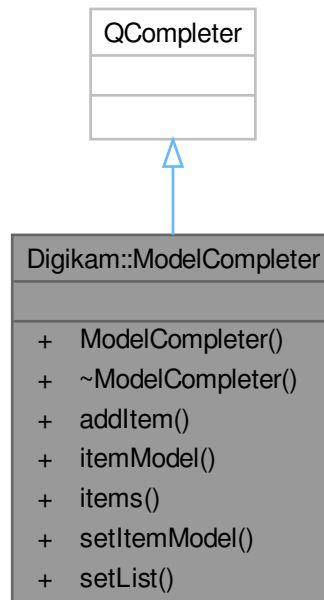 QCompleter
Digikam::ModelCompleter
+ ModelCompleter()
+ ~ModelCompleter()
+ addItem()
+ itemModel()
+ items()
+ setItemModel()
+ setList()